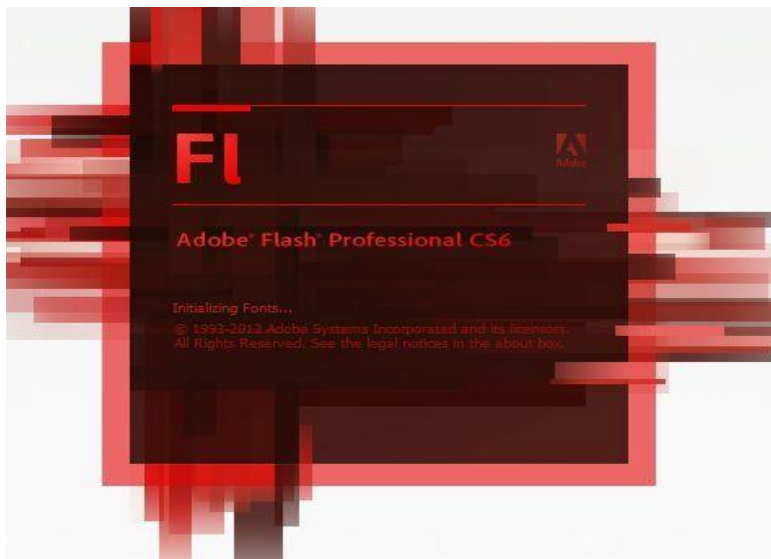 Fl
Adobe
Adobe® Flash® Professional CS6
Initializing Fonts...
© 1993-2012 Adobe Systems Incorporated and its licensors.
All Rights Reserved. See the legal notices in the about box.